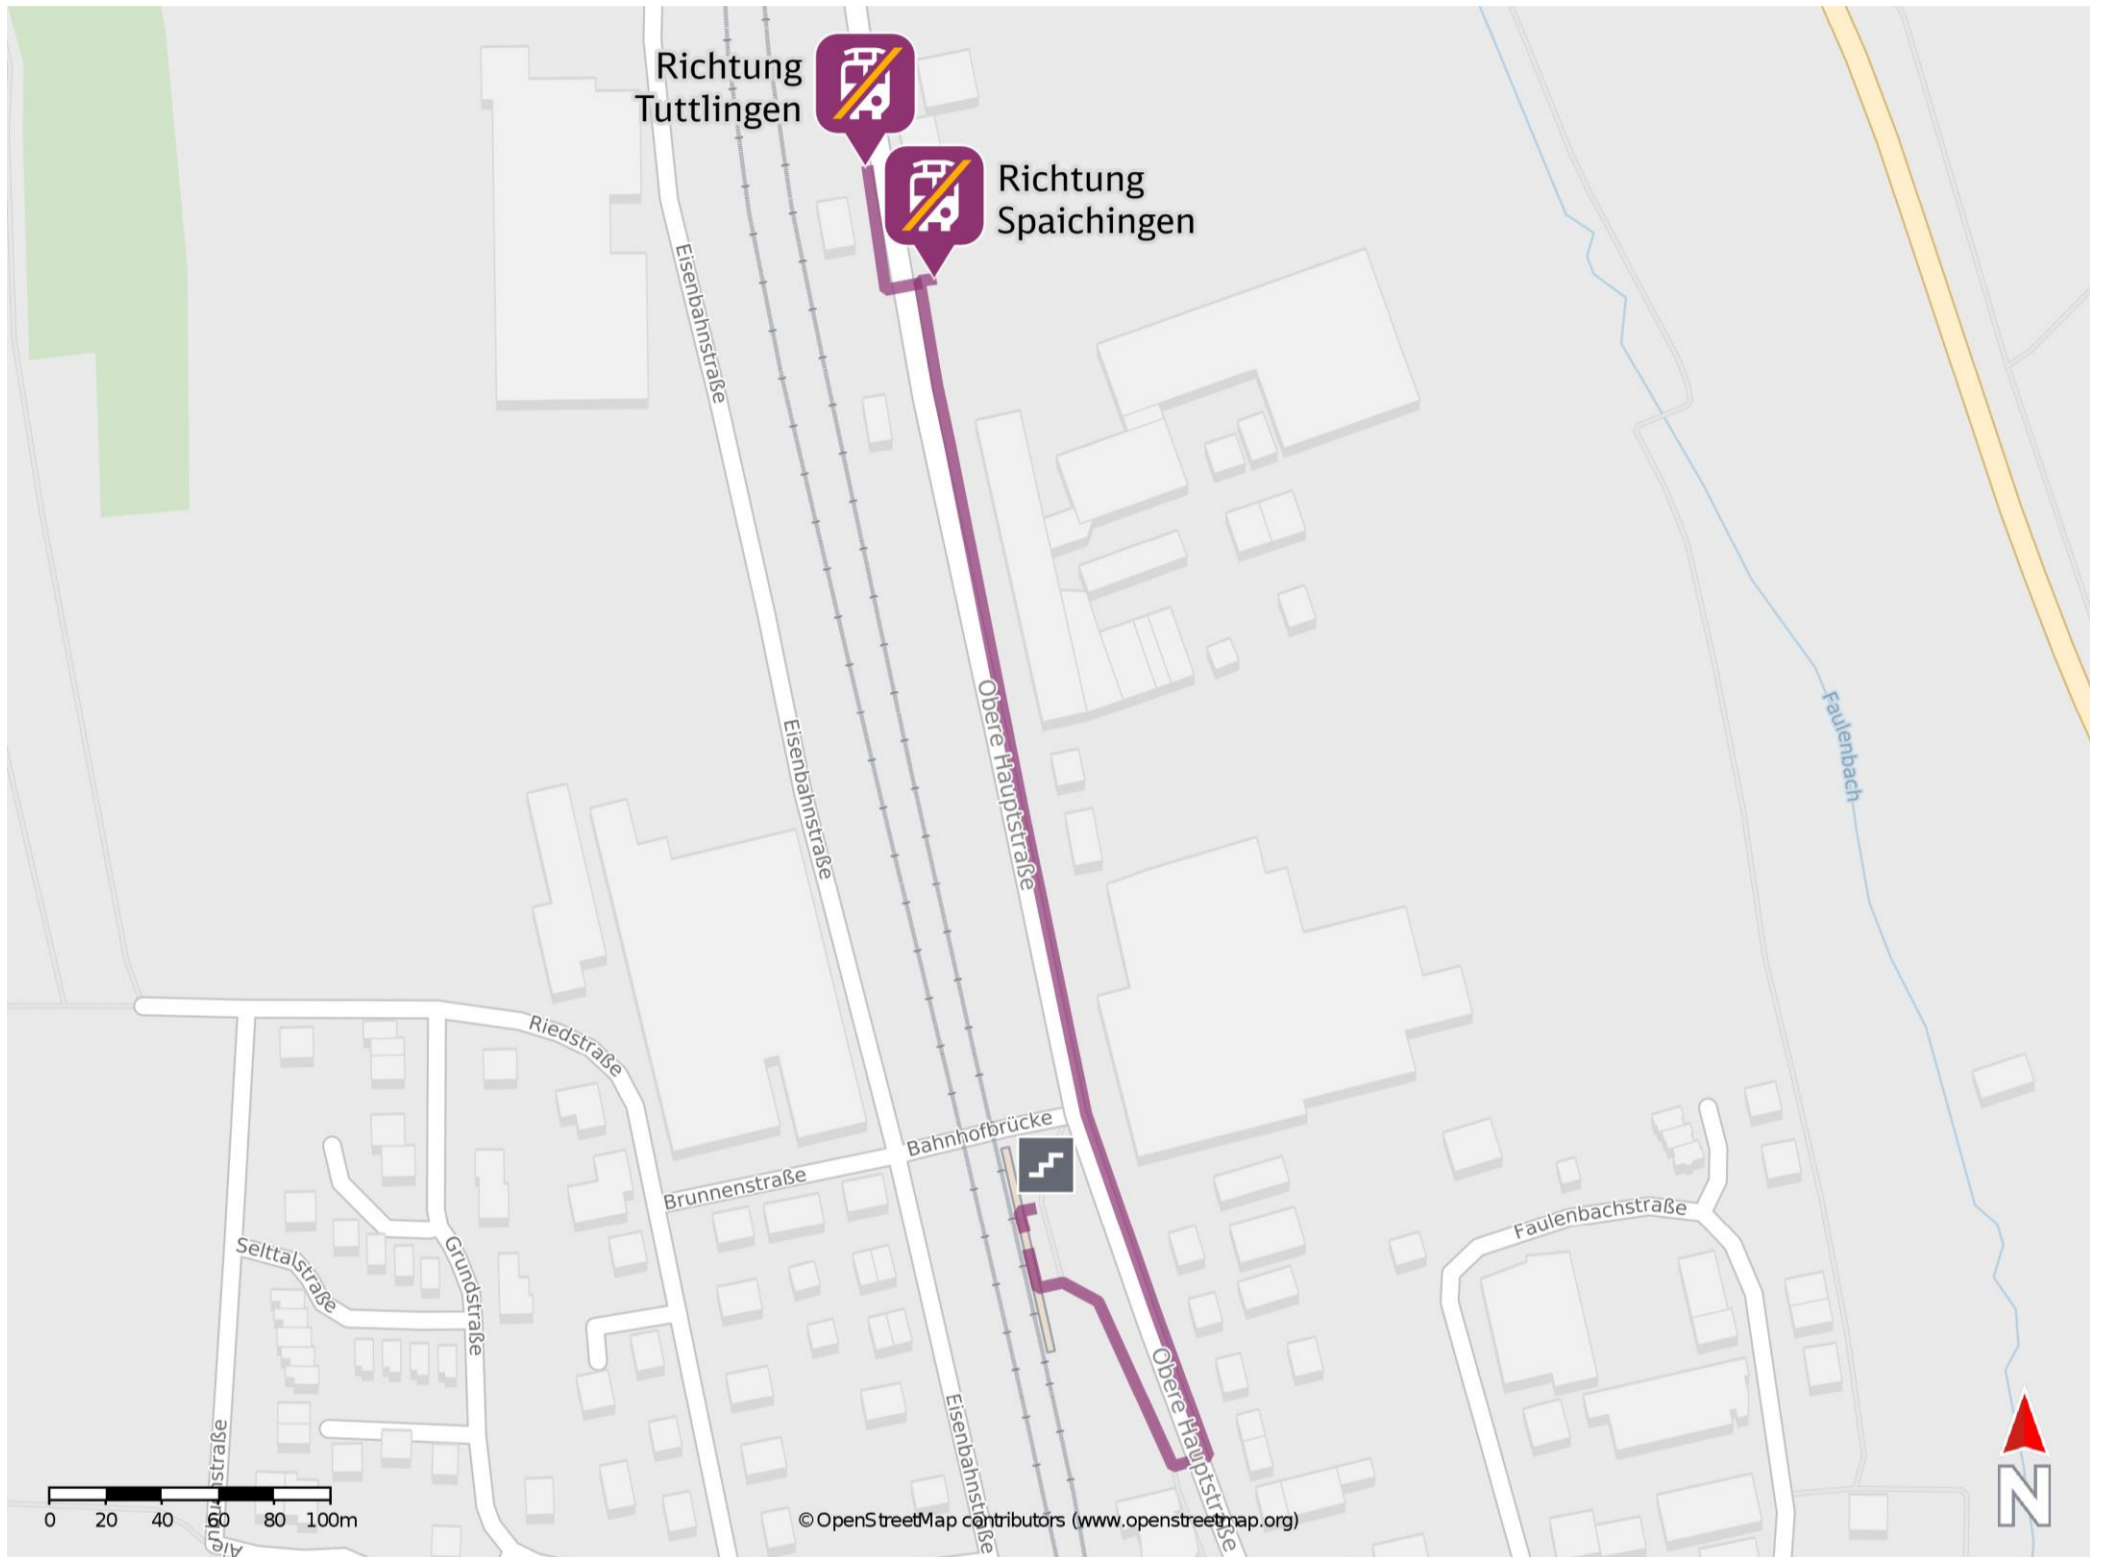 Richtung
Tuttlingen
Richtung
Spaichingen
Eisenbahnstraße
Obere Hauptstraße
Eisenbahnstraße
Faulenbach
Riedstraße
Bahnhofbrücke
Brunnenstraße
Faulenbachstraße
Selttalstraße
Grundstraße
Obere Hauptstraße
Eisenbahnstraße
0 20 40 60 80 100m
© OpenStreetMap contributors (www.openstreetmap.org)
N